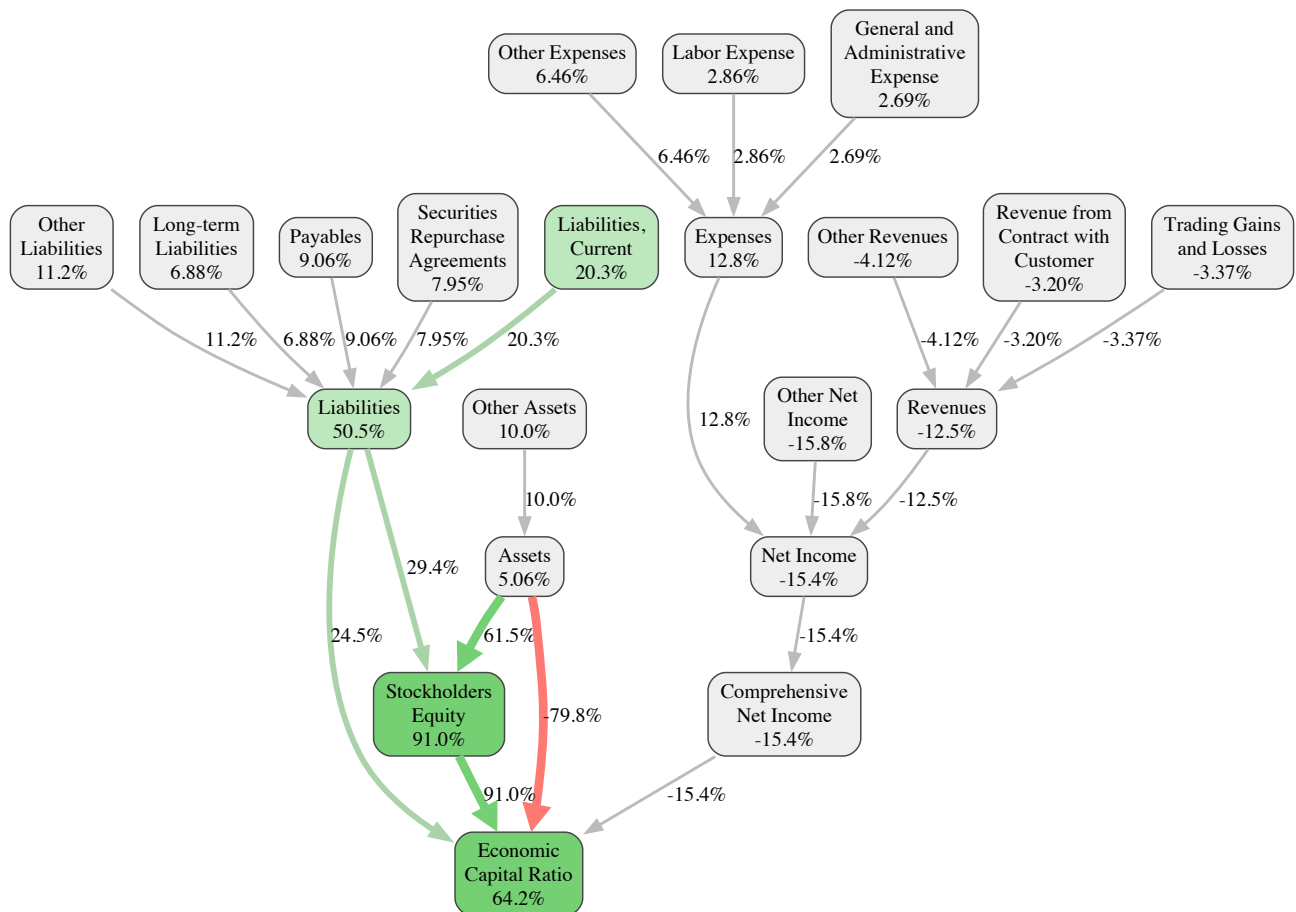 General and
Administrative
Expense
2.69%
Other Expenses
6.46%
Labor Expense
2.86%
6.46%
2.86%
2.69%
Other
Liabilities
11.2%
Long-term
Liabilities
6.88%
Payables
9.06%
Securities
Repurchase
Agreements
7.95%
Liabilities,
Current
20.3%
Expenses
12.8%
Other Revenues
-4.12%
Revenue from
Contract with
Customer
-3.20%
Trading Gains
and Losses
-3.37%
11.2%
6.88%
9.06%
7.95%
20.3%
-4.12%
-3.20%
-3.37%
Liabilities
50.5%
Other Assets
10.0%
12.8%
Other Net
Income
-15.8%
Revenues
-12.5%
10.0%
-15.8%
-12.5%
29.4%
Assets
5.06%
Net Income
-15.4%
24.5%
61.5%
-15.4%
Stockholders
Equity
91.0%
-79.8%
Comprehensive
Net Income
-15.4%
91.0%
-15.4%
Economic
Capital Ratio
64.2%